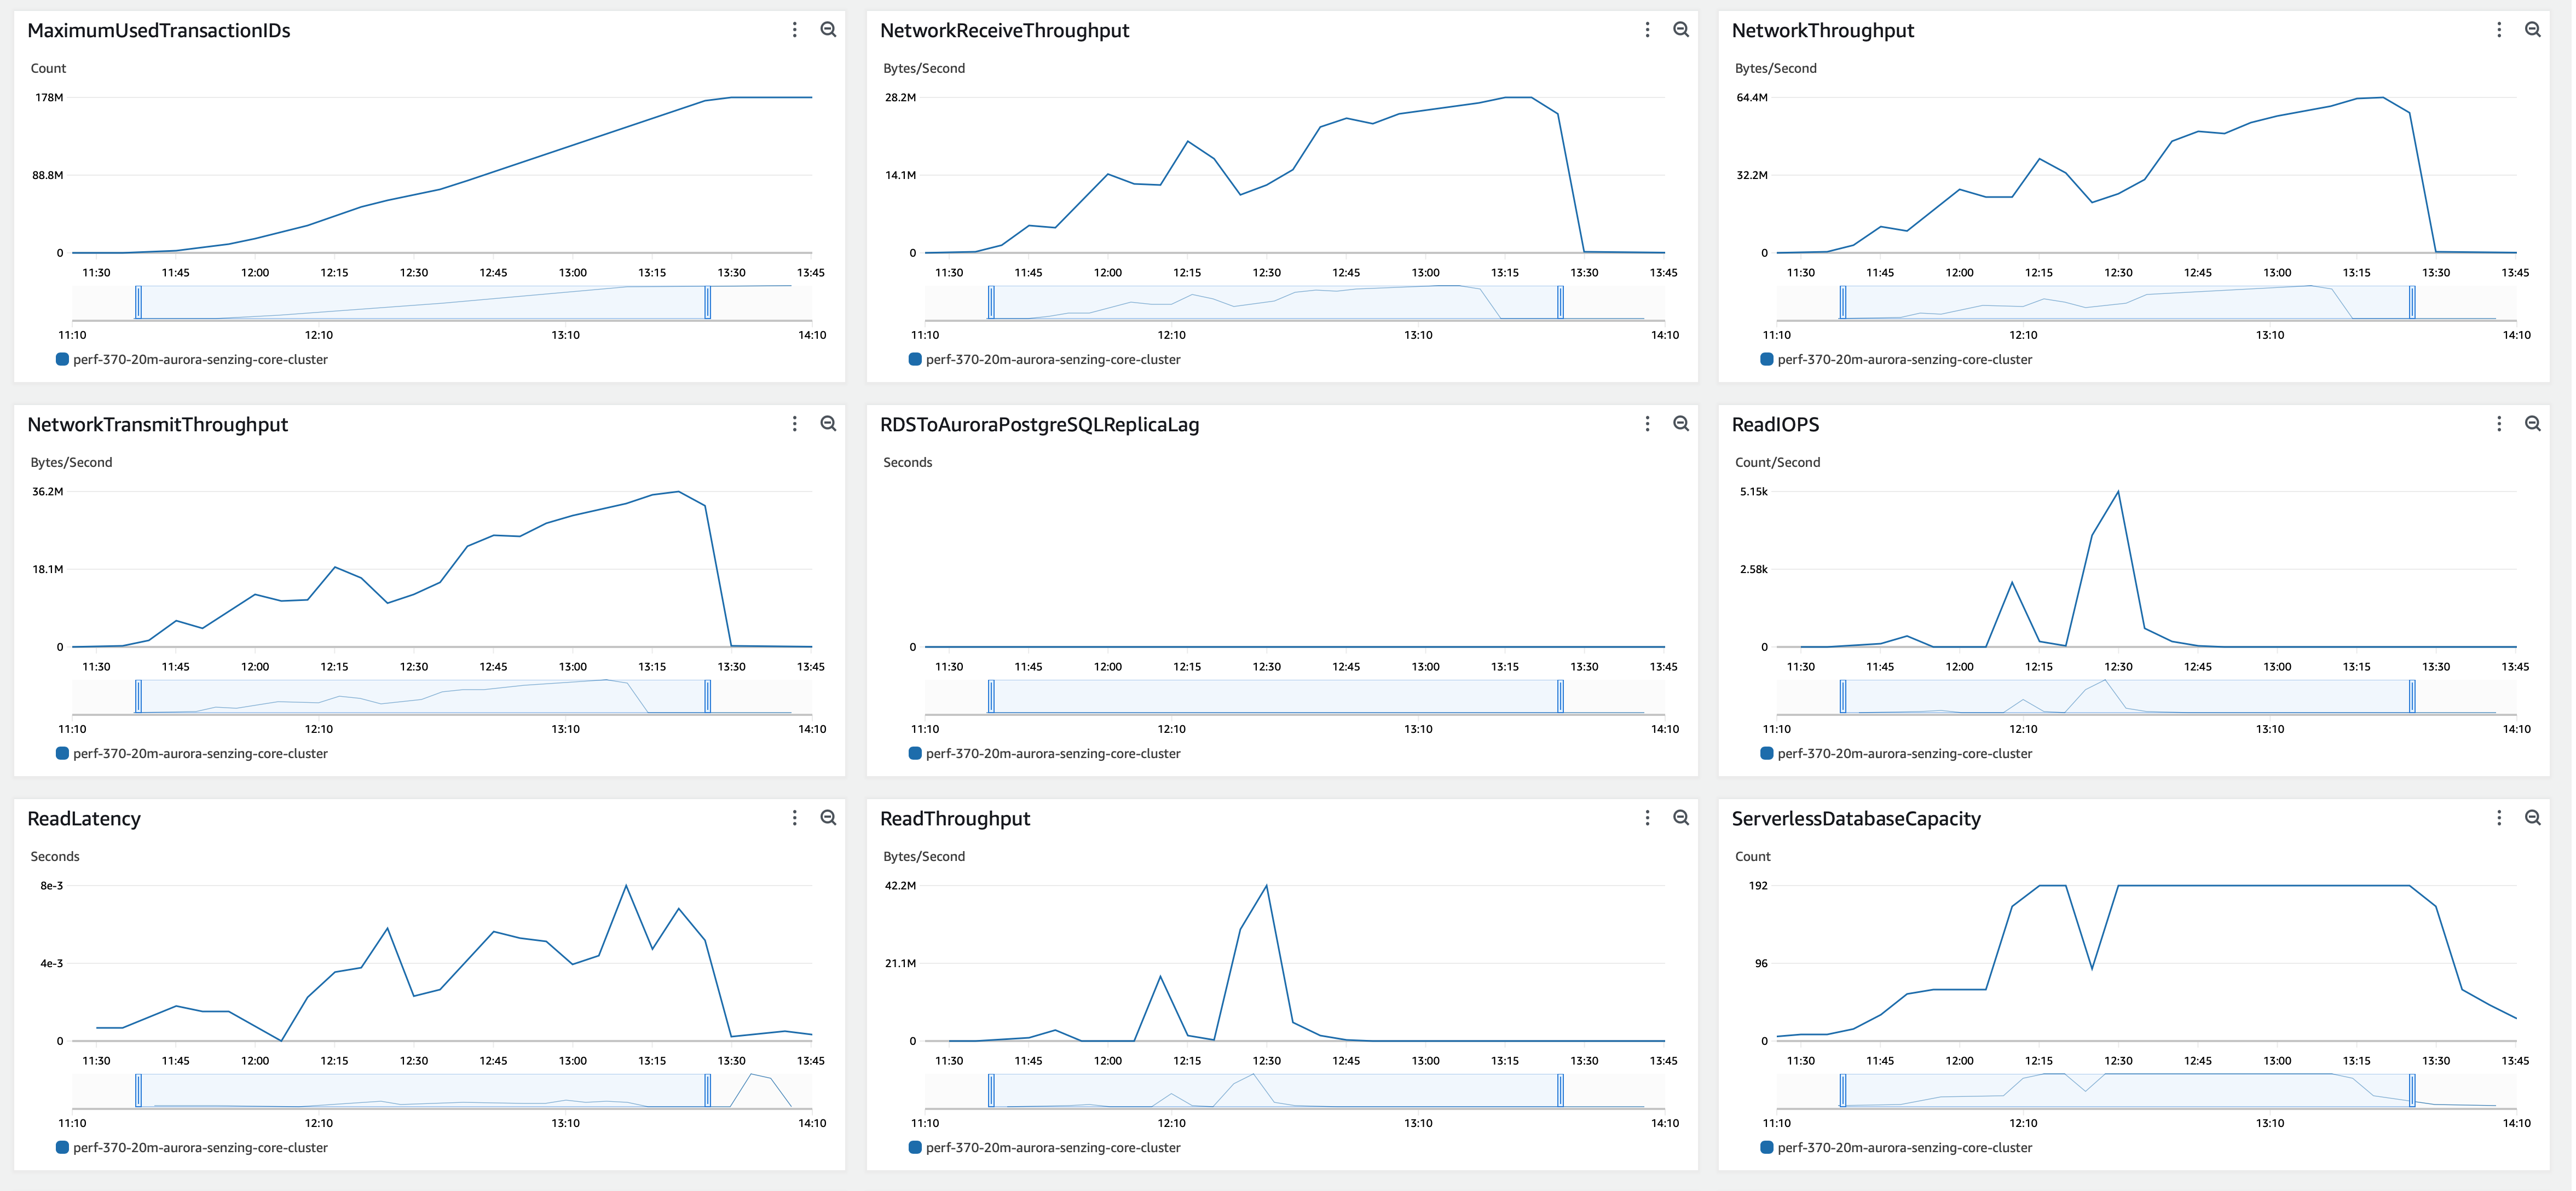 MaximumUsedTransactionIDs
Count
178M
88.8M
0
11:30 11:45 12:00 12:15 12:30 12:45 13:00 13:15 13:30 13:45
11:10 12:10 13:10 14:10
perf-370-20m-aurora-senzing-core-cluster
NetworkReceiveThroughput
Bytes/Second
28.2M
14.1M
0
11:30 11:45 12:00 12:15 12:30 12:45 13:00 13:15 13:30 13:45
11:10 12:10 13:10 14:10
perf-370-20m-aurora-senzing-core-cluster
NetworkThroughput
Bytes/Second
64.4M
32.2M
0
11:30 11:45 12:00 12:15 12:30 12:45 13:00 13:15 13:30 13:45
11:10 12:10 13:10 14:10
perf-370-20m-aurora-senzing-core-cluster
NetworkTransmitThroughput
Bytes/Second
36.2M
18.1M
0
11:30 11:45 12:00 12:15 12:30 12:45 13:00 13:15 13:30 13:45
11:10 12:10 13:10 14:10
perf-370-20m-aurora-senzing-core-cluster
RDSToAuroraPostgreSQLReplicaLag
Seconds
0
11:30 11:45 12:00 12:15 12:30 12:45 13:00 13:15 13:30 13:45
11:10 12:10 13:10 14:10
perf-370-20m-aurora-senzing-core-cluster
ReadIOPS
Count/Second
5.15k
2.58k
0
11:30 11:45 12:00 12:15 12:30 12:45 13:00 13:15 13:30 13:45
11:10 12:10 13:10 14:10
perf-370-20m-aurora-senzing-core-cluster
ReadLatency
Seconds
8e-3
4e-3
0
11:30 11:45 12:00 12:15 12:30 12:45 13:00 13:15 13:30 13:45
11:10 12:10 13:10 14:10
perf-370-20m-aurora-senzing-core-cluster
ReadThroughput
Bytes/Second
42.2M
21.1M
0
11:30 11:45 12:00 12:15 12:30 12:45 13:00 13:15 13:30 13:45
11:10 12:10 13:10 14:10
perf-370-20m-aurora-senzing-core-cluster
ServerlessDatabaseCapacity
Count
192
96
0
11:30 11:45 12:00 12:15 12:30 12:45 13:00 13:15 13:30 13:45
11:10 12:10 13:10 14:10
perf-370-20m-aurora-senzing-core-cluster